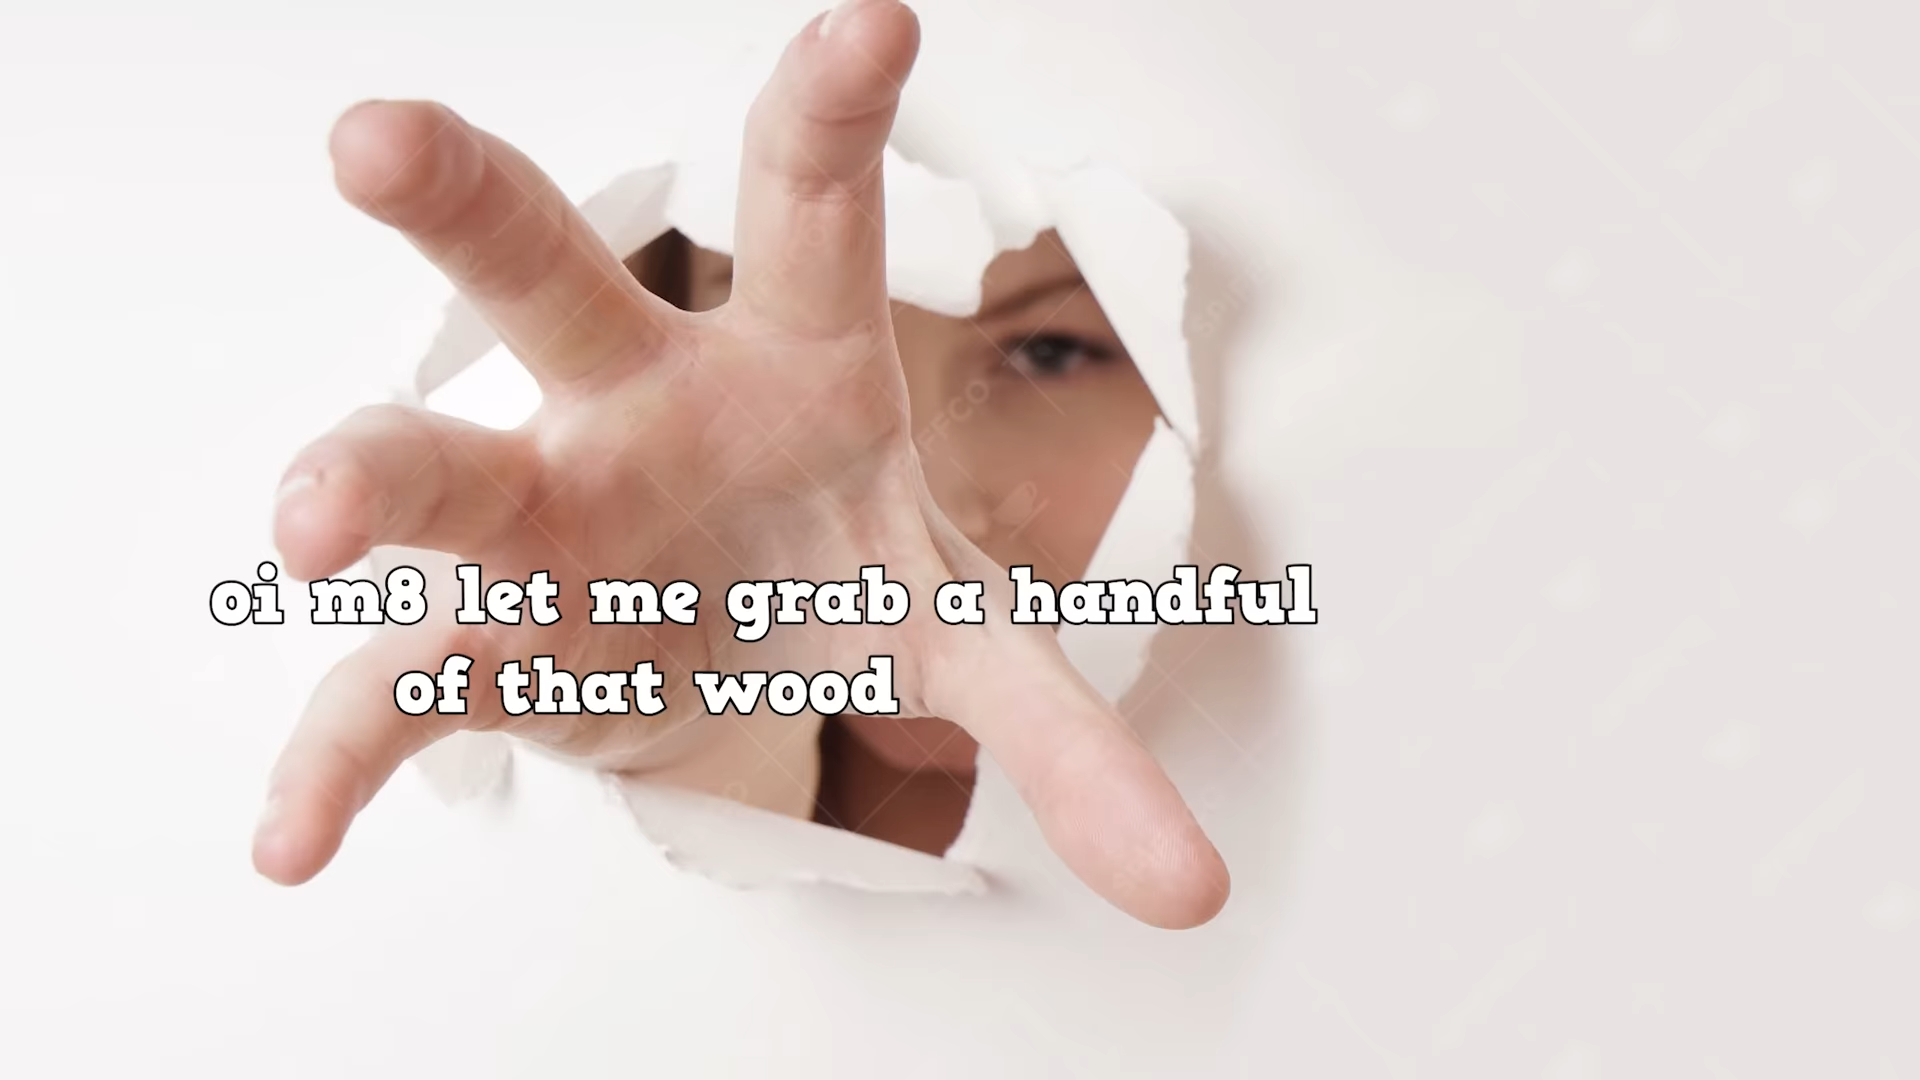 oi m8 let me grab a handful
of that wood